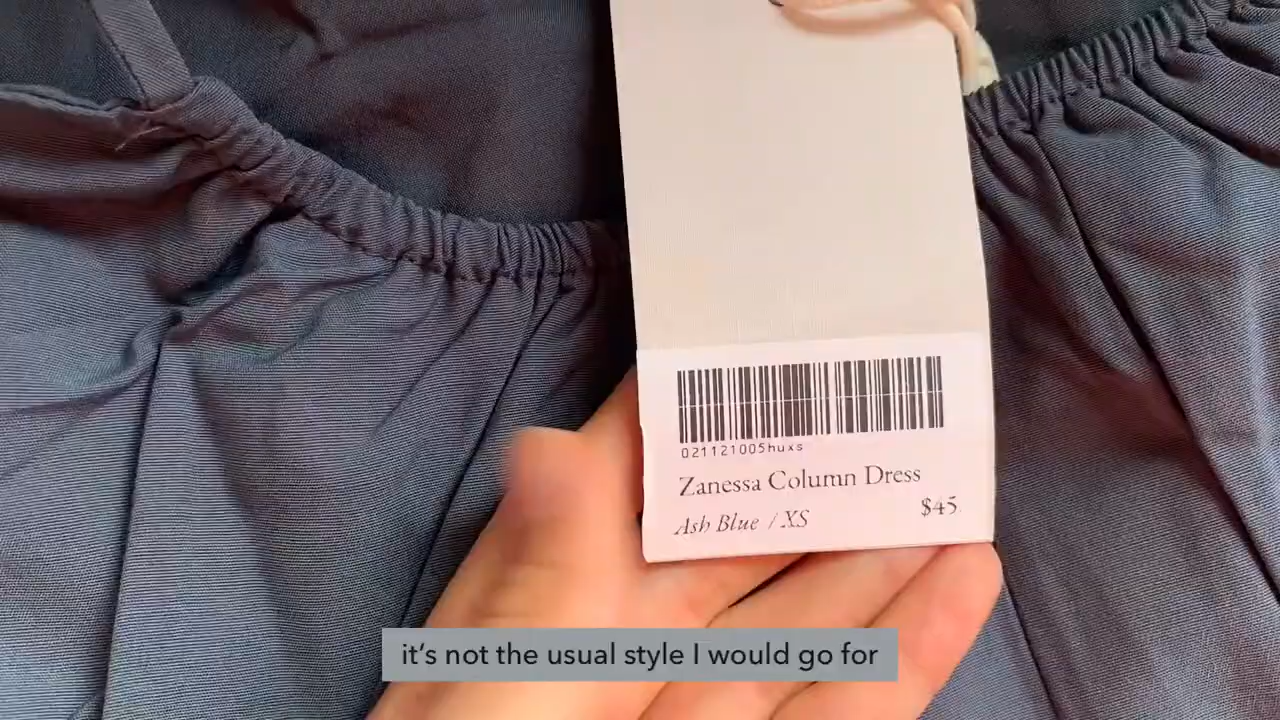 021121005huxs
Zanessa Column Dress
Ash Blue / XS
$45
it's not the usual style I would go for